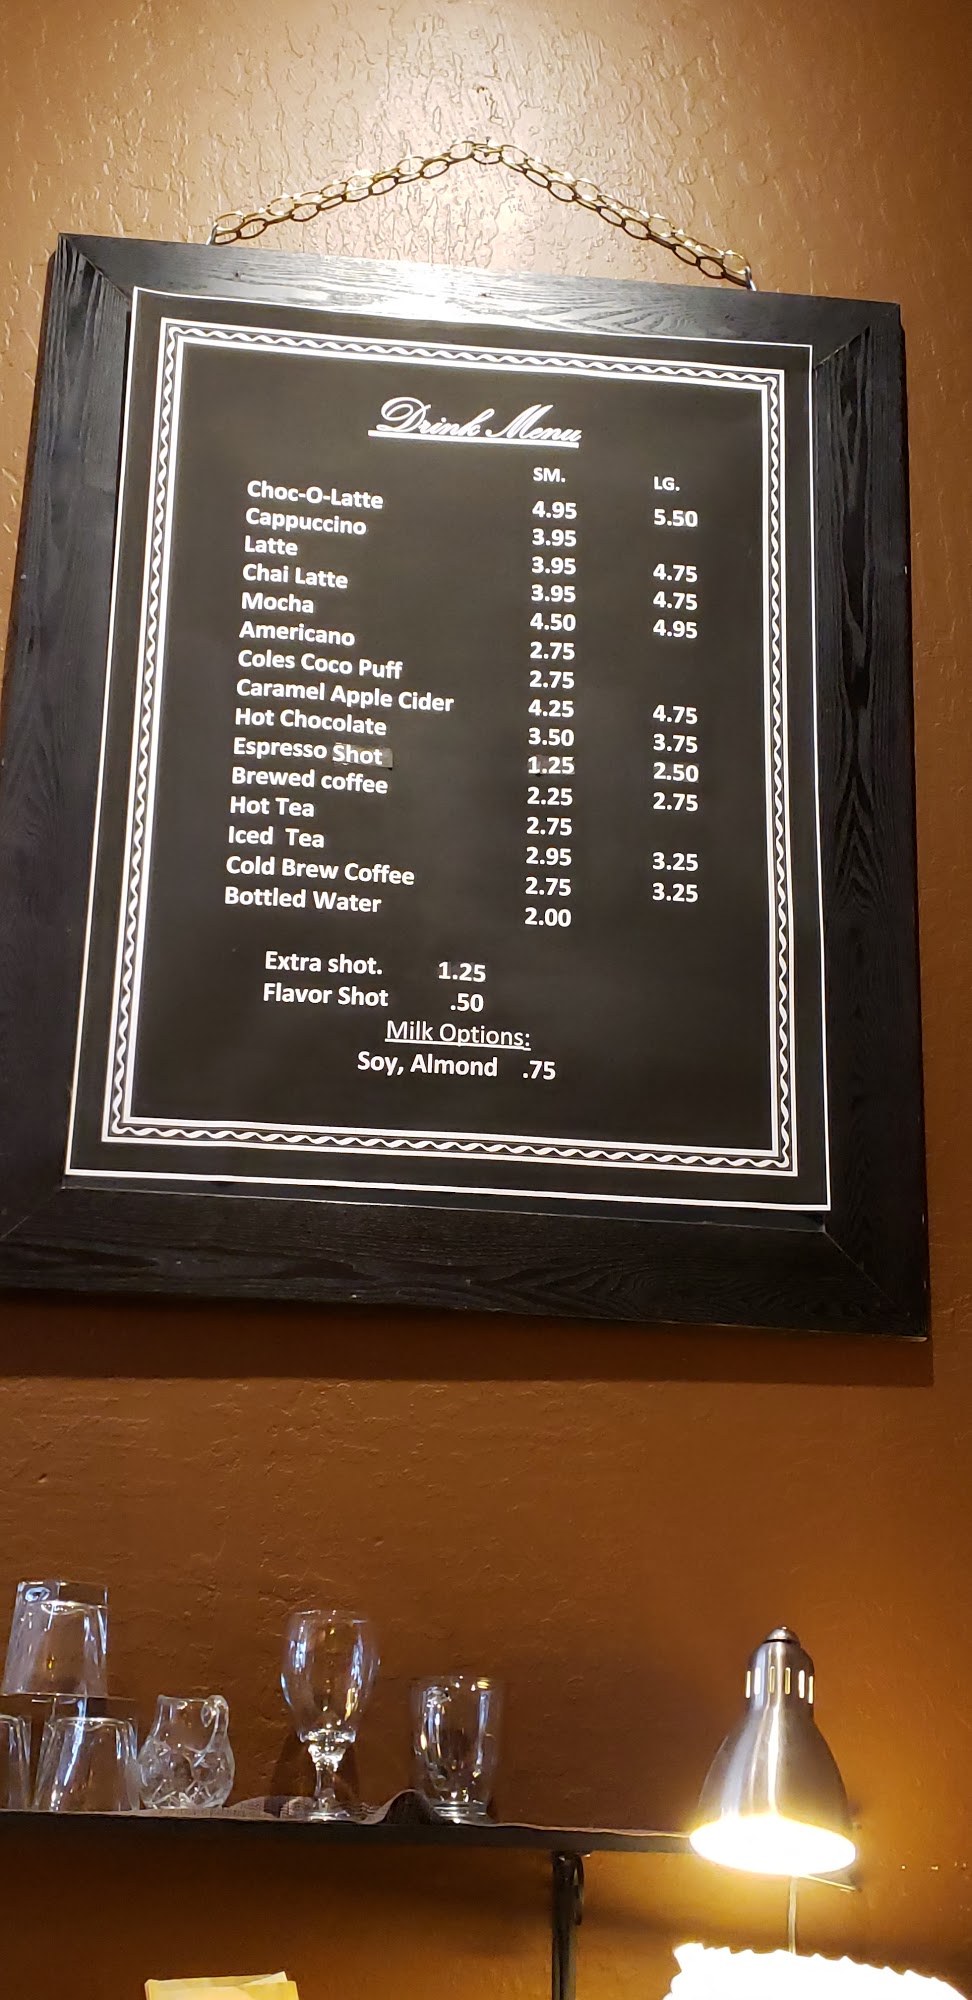 Drink Menu
SM. LG.
Choc-O-Latte 4.95 5.50
Cappuccino 3.95
Latte 3.95 4.75
Chai Latte 3.95 4.75
Mocha 4.50 4.95
Americano 2.75
Coles Coco Puff 2.75
Caramel Apple Cider 4.25 4.75
Hot Chocolate 3.50 3.75
Espresso Shot 1.25 2.50
Brewed coffee 2.25 2.75
Hot Tea 2.75
Iced Tea 2.95 3.25
Cold Brew Coffee 2.75 3.25
Bottled Water 2.00
Extra shot. 1.25
Flavor Shot .50
Milk Options:
Soy, Almond .75